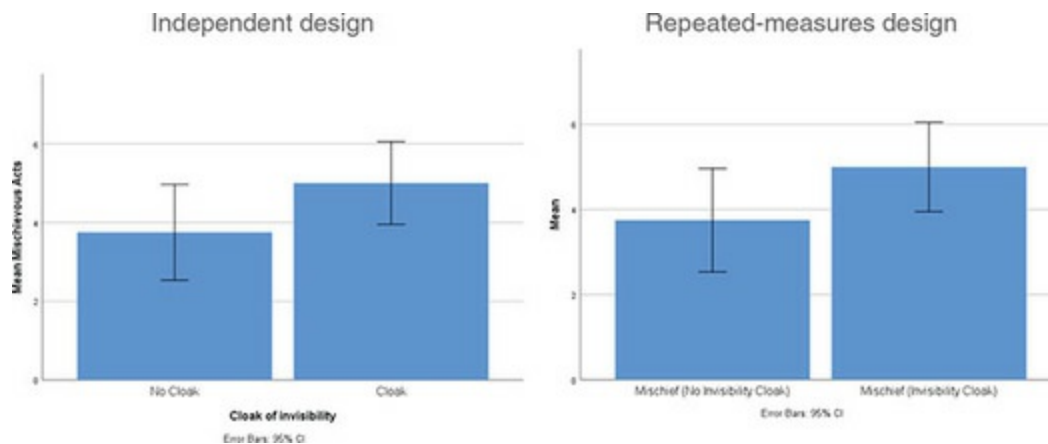 Independent design
Mean Mischievous Acts
6
4
2
0
No Cloak
Cloak
Cloak of invisibility
Error Bars: 95% CI
Repeated-measures design
Mean
6
4
2
0
Mischief (No Invisibility Cloak)
Mischief (Invisibility Cloak)
Error Bars: 95% CI